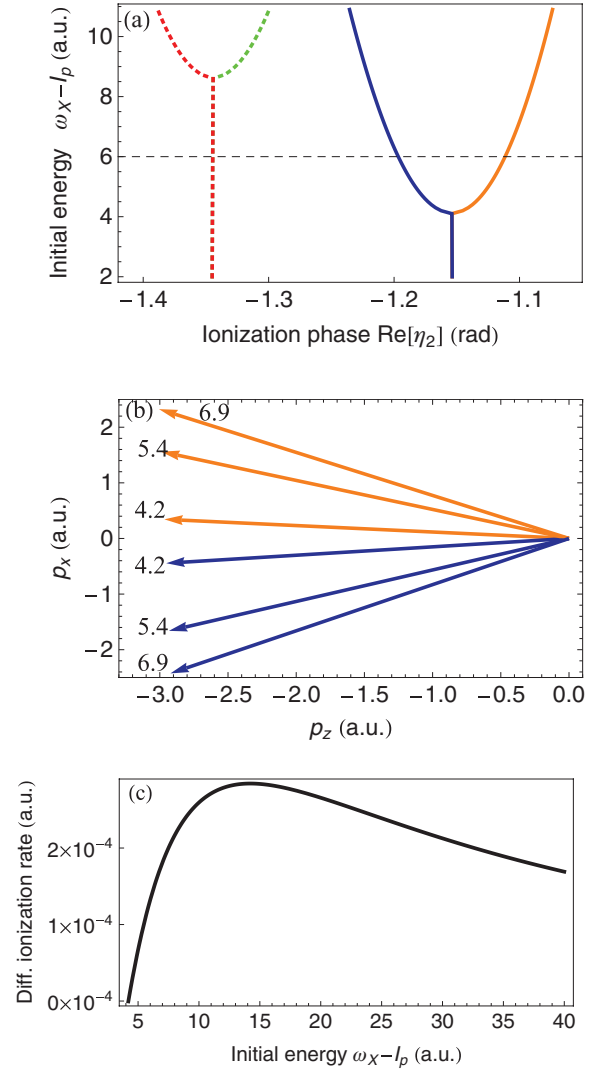 (a)
Initial energy ωX−Ip (a.u.)
10
8
6
4
2
−1.4 −1.3 −1.2 −1.1
Ionization phase Re[η2] (rad)
(b)
px (a.u.)
2
1
0
−1
−2
6.9
5.4
4.2
4.2
5.4
6.9
−3.0 −2.5 −2.0 −1.5 −1.0 −0.5 0.0
pz (a.u.)
(c)
Diff. ionization rate (a.u.)
2×10−4
1×10−4
0×10−4
5 10 15 20 25 30 35 40
Initial energy ωX−Ip (a.u.)